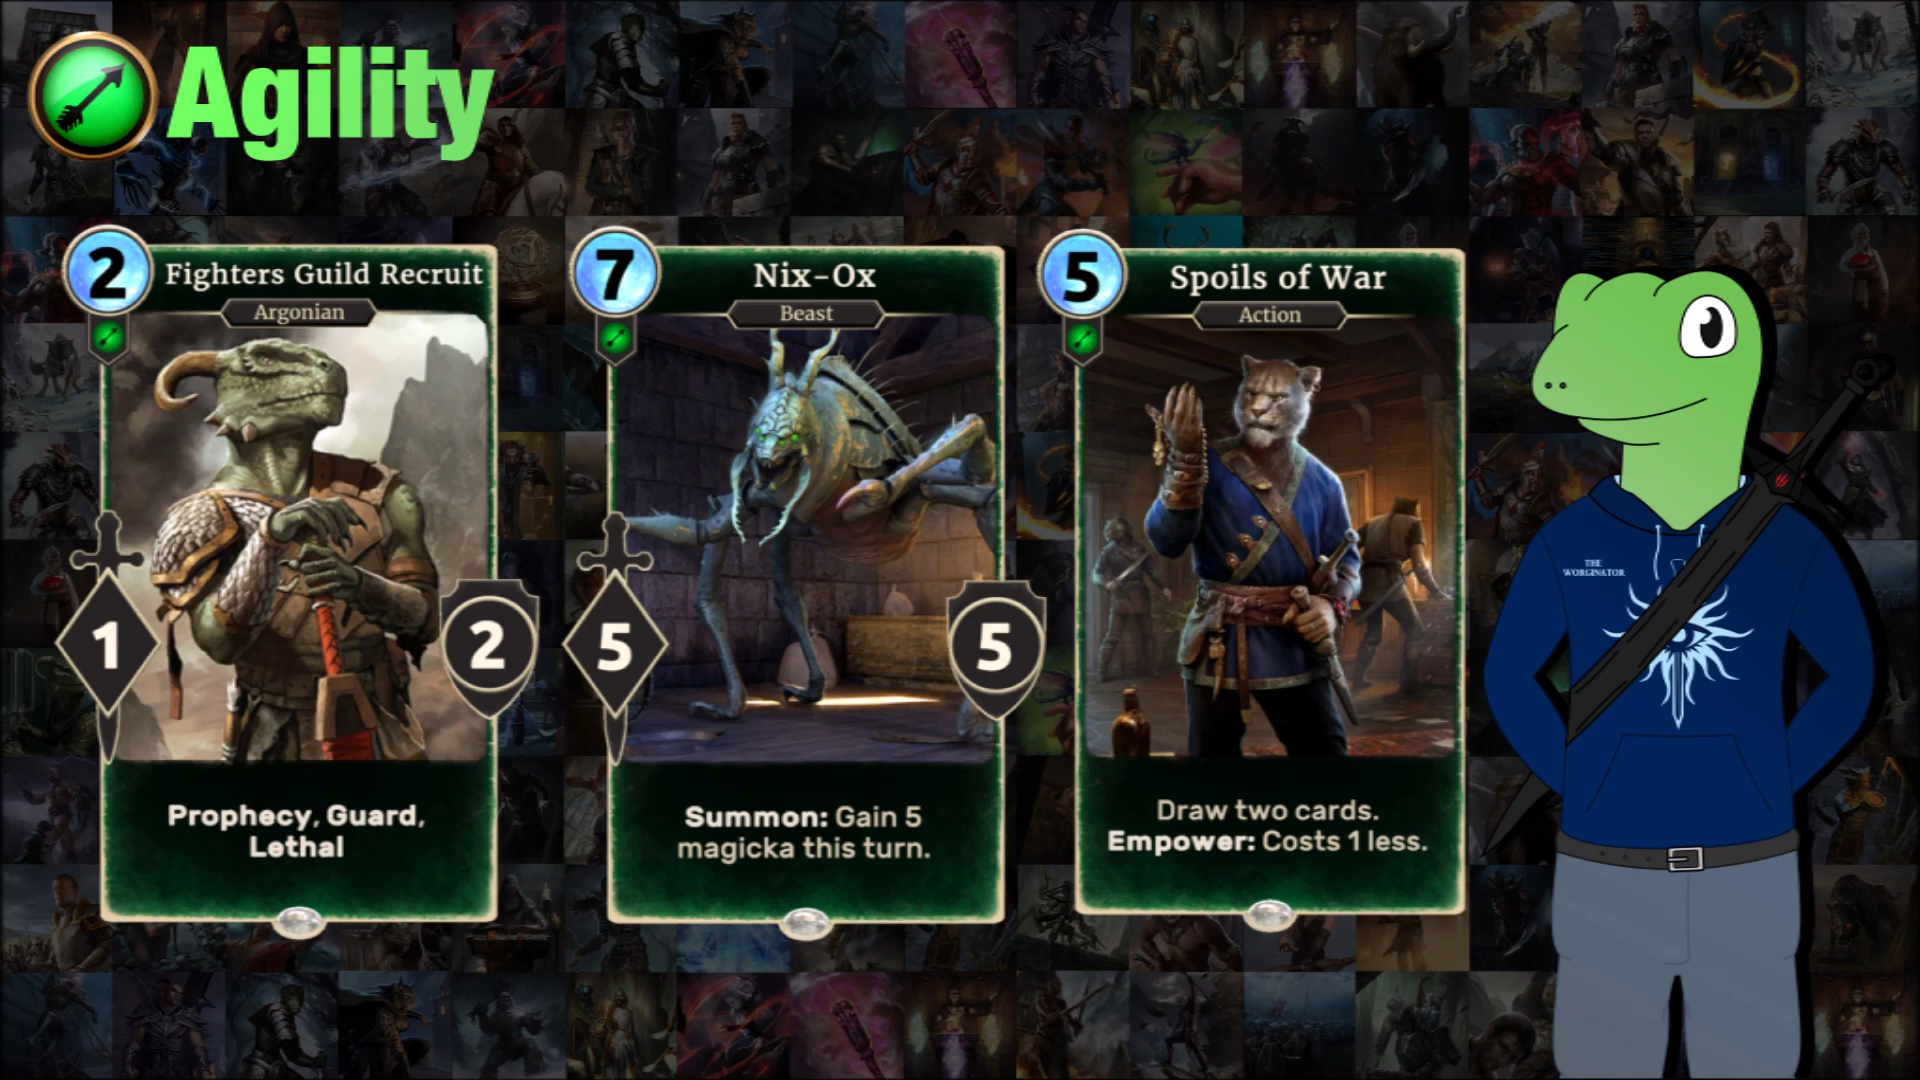 Agility
2
Fighters Guild Recruit
Argonian
1
2
Prophecy, Guard,
Lethal
7
Nix-Ox
Beast
5
5
Summon: Gain 5
magicka this turn.
5
Spoils of War
Action
Draw two cards.
Empower: Costs 1 less.
THE
WORGINATOR